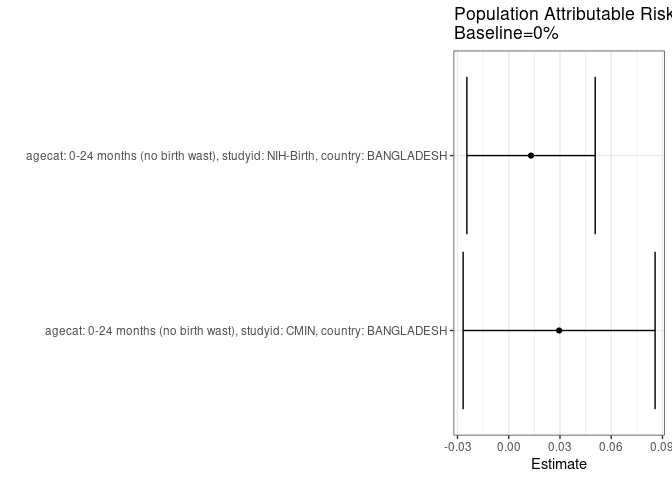 Population Attributable Risk
Baseline=0%
agecat: 0-24 months (no birth wast), studyid: NIH-Birth, country: BANGLADESH
agecat: 0-24 months (no birth wast), studyid: CMIN, country: BANGLADESH
-0.03 0.00 0.03 0.06 0.09
Estimate